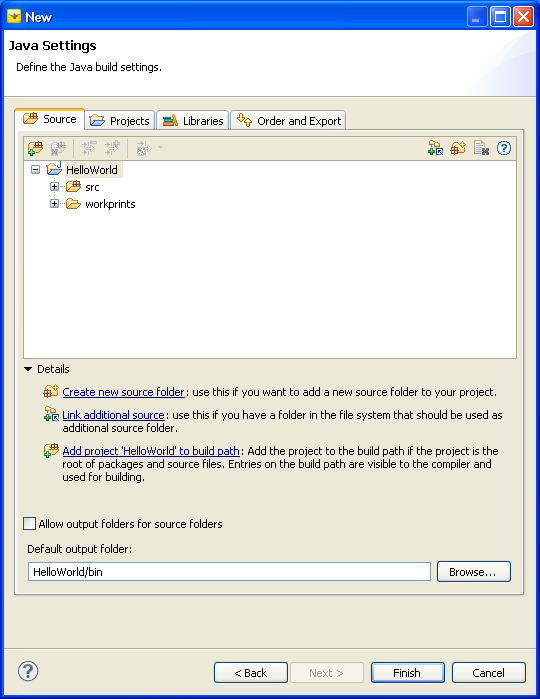 New
Java Settings
Define the Java build settings.
Source Projects Libraries Order and Export
HelloWorld
src
workprints
Details
Create new source folder: use this if you want to add a new source folder to your project.
Link additional source: use this if you have a folder in the file system that should be used as
additional source folder.
Add project 'HelloWorld' to build path: Add the project to the build path if the project is the
root of packages and source files. Entries on the build path are visible to the compiler and
used for building.
Allow output folders for source folders
Default output folder:
HelloWorld/bin Browse...
< Back Next > Finish Cancel